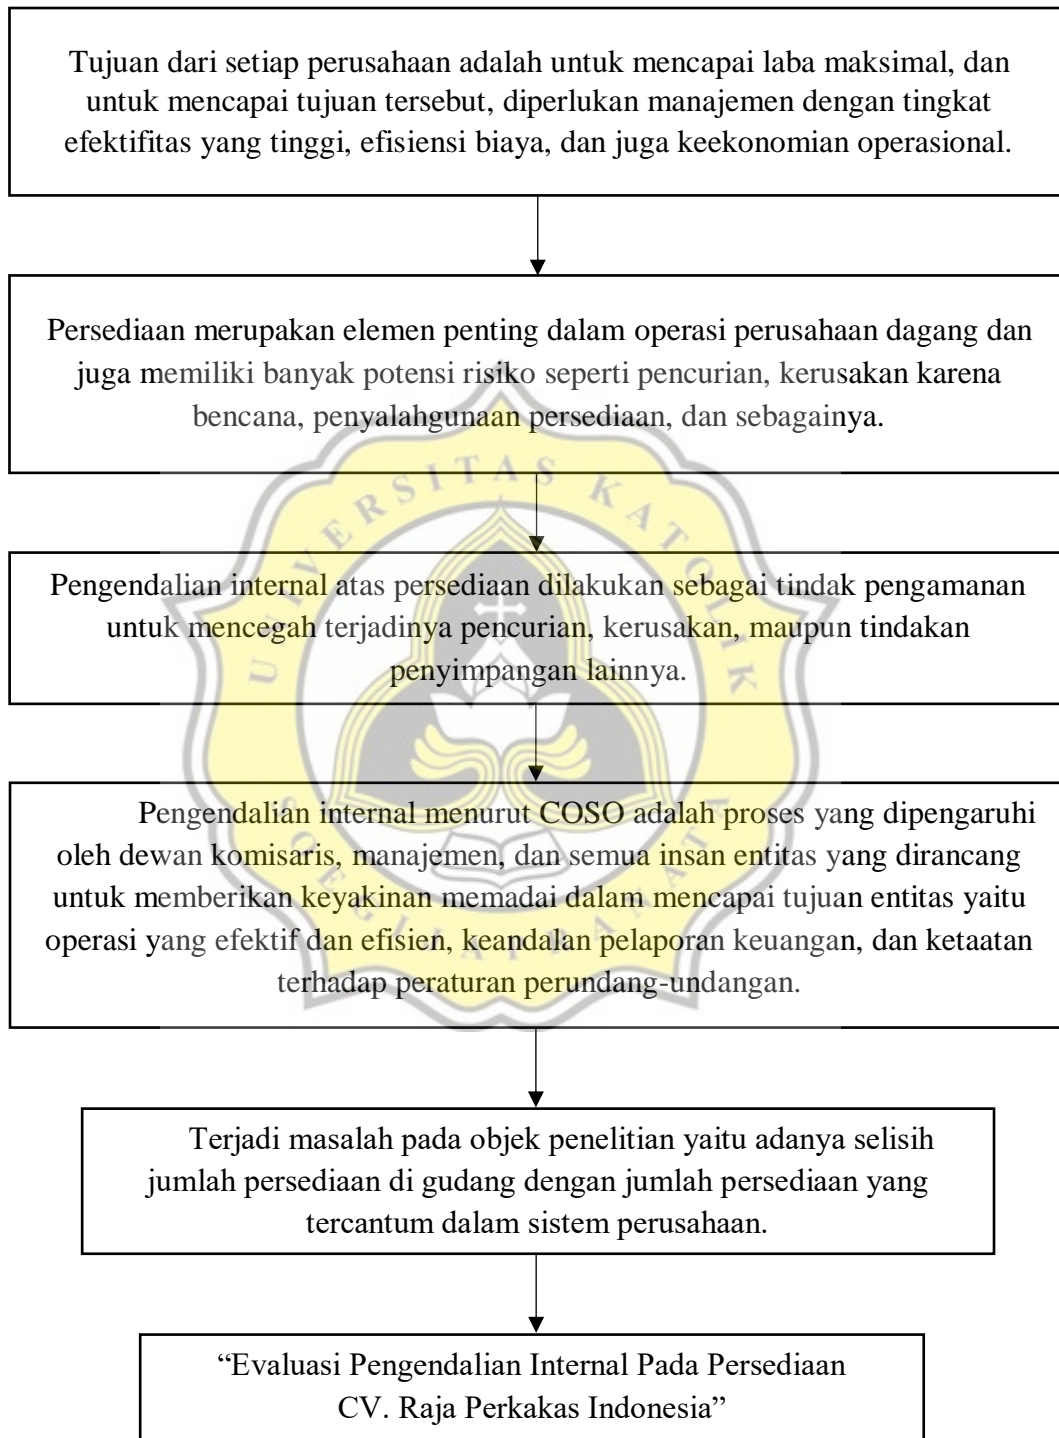 Tujuan dari setiap perusahaan adalah untuk mencapai laba maksimal, dan
untuk mencapai tujuan tersebut, diperlukan manajemen dengan tingkat
efektifitas yang tinggi, efisiensi biaya, dan juga keekonomian operasional.
Persediaan merupakan elemen penting dalam operasi perusahaan dagang dan
juga memiliki banyak potensi risiko seperti pencurian, kerusakan karena
bencana, penyalahgunaan persediaan, dan sebagainya.
UNIVERSITAS KATOLIK
Pengendalian internal atas persediaan dilakukan sebagai tindak pengamanan
untuk mencegah terjadinya pencurian, kerusakan, maupun tindakan
penyimpangan lainnya.
Pengendalian internal menurut COSO adalah proses yang dipengaruhi
oleh dewan komisaris, manajemen, dan semua insan entitas yang dirancang
untuk memberikan keyakinan memadai dalam mencapai tujuan entitas yaitu
operasi yang efektif dan efisien, keandalan pelaporan keuangan, dan ketaatan
terhadap peraturan perundang-undangan.
SOEGIJAPRANATA
Terjadi masalah pada objek penelitian yaitu adanya selisih
jumlah persediaan di gudang dengan jumlah persediaan yang
tercantum dalam sistem perusahaan.
“Evaluasi Pengendalian Internal Pada Persediaan
CV. Raja Perkakas Indonesia”